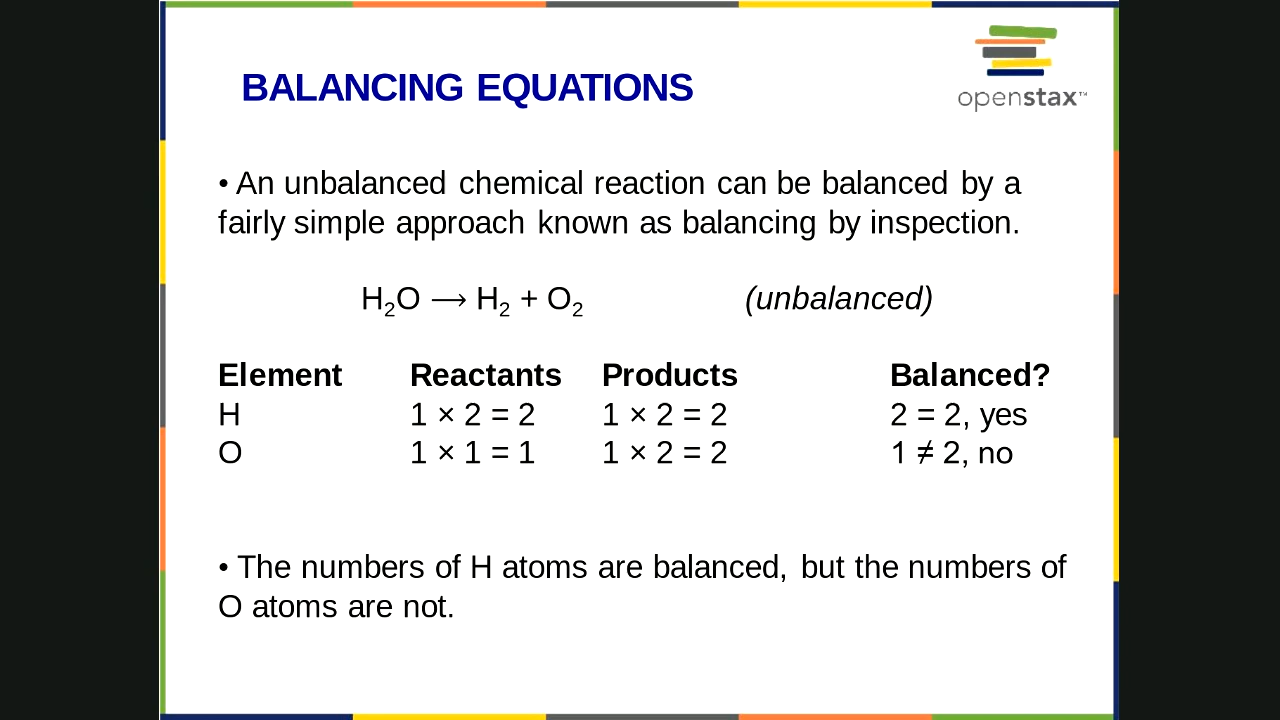 openstax™
BALANCING EQUATIONS
• An unbalanced chemical reaction can be balanced by a
fairly simple approach known as balancing by inspection.
H₂O ⟶ H₂ + O₂ (unbalanced)
Element Reactants Products Balanced?
H 1 × 2 = 2 1 × 2 = 2 2 = 2, yes
O 1 × 1 = 1 1 × 2 = 2 1 ≠ 2, no
• The numbers of H atoms are balanced, but the numbers of
O atoms are not.